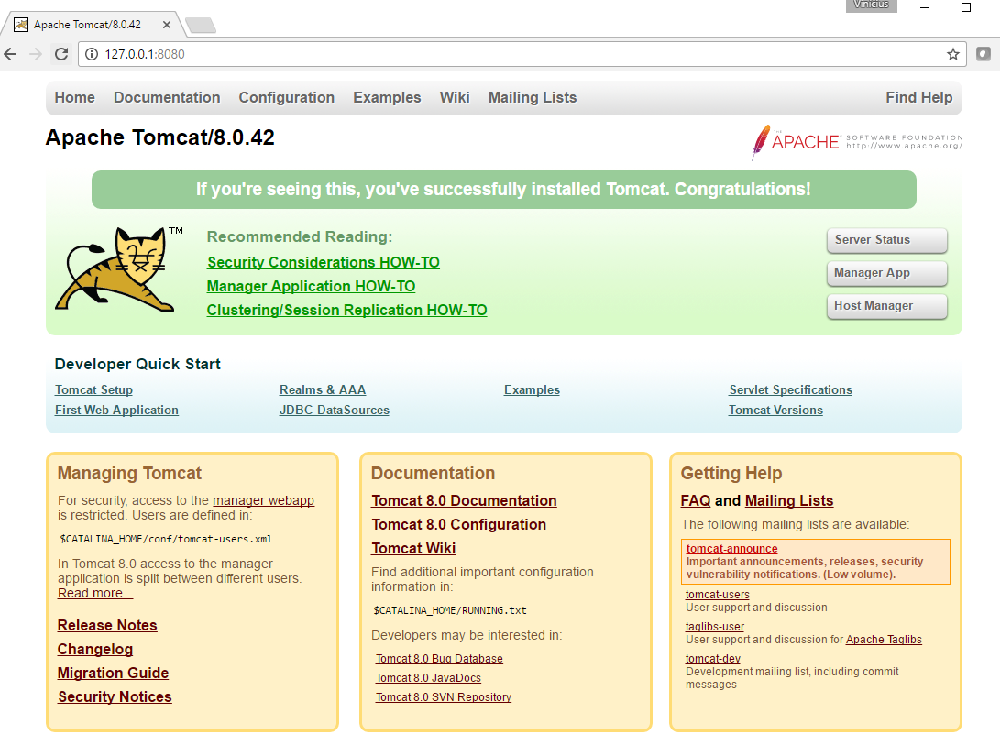 Vinicius
Apache Tomcat/8.0.42
127.0.0.1:8080
Home Documentation Configuration Examples Wiki Mailing Lists Find Help
Apache Tomcat/8.0.42
THE APACHE SOFTWARE FOUNDATION
http://www.apache.org/
If you're seeing this, you've successfully installed Tomcat. Congratulations!
TM
Recommended Reading:
Security Considerations HOW-TO
Manager Application HOW-TO
Clustering/Session Replication HOW-TO
Server Status
Manager App
Host Manager
Developer Quick Start
Tomcat Setup
First Web Application
Realms & AAA
JDBC DataSources
Examples
Servlet Specifications
Tomcat Versions
Managing Tomcat
For security, access to the manager webapp
is restricted. Users are defined in:
$CATALINA_HOME/conf/tomcat-users.xml
In Tomcat 8.0 access to the manager
application is split between different users.
Read more...
Release Notes
Changelog
Migration Guide
Security Notices
Documentation
Tomcat 8.0 Documentation
Tomcat 8.0 Configuration
Tomcat Wiki
Find additional important configuration
information in:
$CATALINA_HOME/RUNNING.txt
Developers may be interested in:
Tomcat 8.0 Bug Database
Tomcat 8.0 JavaDocs
Tomcat 8.0 SVN Repository
Getting Help
FAQ and Mailing Lists
The following mailing lists are available:
tomcat-announce
Important announcements, releases, security
vulnerability notifications. (Low volume).
tomcat-users
User support and discussion
taglibs-user
User support and discussion for Apache Taglibs
tomcat-dev
Development mailing list, including commit
messages